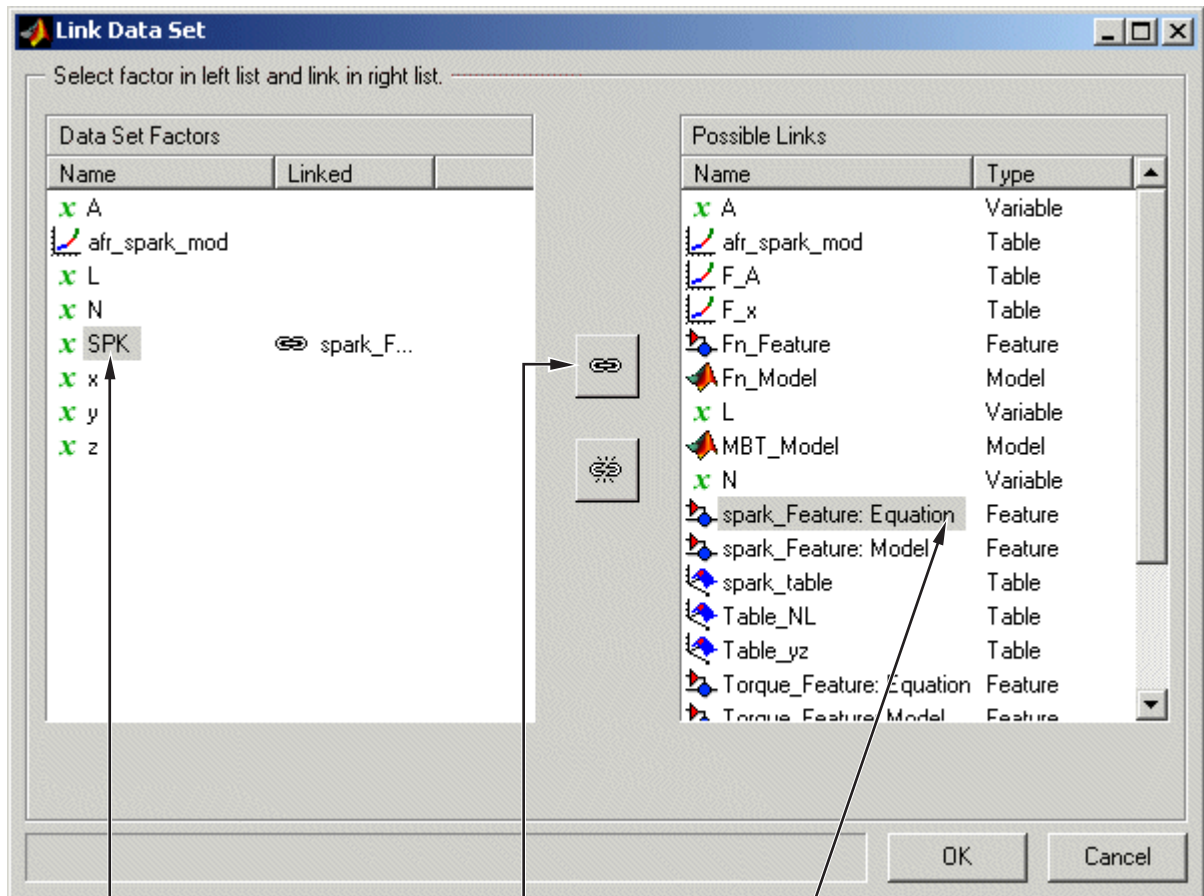 Link Data Set
Select factor in left list and link in right list.
Data Set Factors
Name Linked
x A
afr_spark_mod
x L
x N
x SPK spark_F...
x x
x y
x z
Possible Links
Name Type
x A Variable
afr_spark_mod Table
F_A Table
F_x Table
Fn_Feature Feature
Fn_Model Model
x L Variable
MBT_Model Model
x N Variable
spark_Feature: Equation Feature
spark_Feature: Model Feature
spark_table Table
Table_NL Table
Table_yz Table
Torque_Feature: Equation Feature
Torque_Feature: Model Feature
OK Cancel